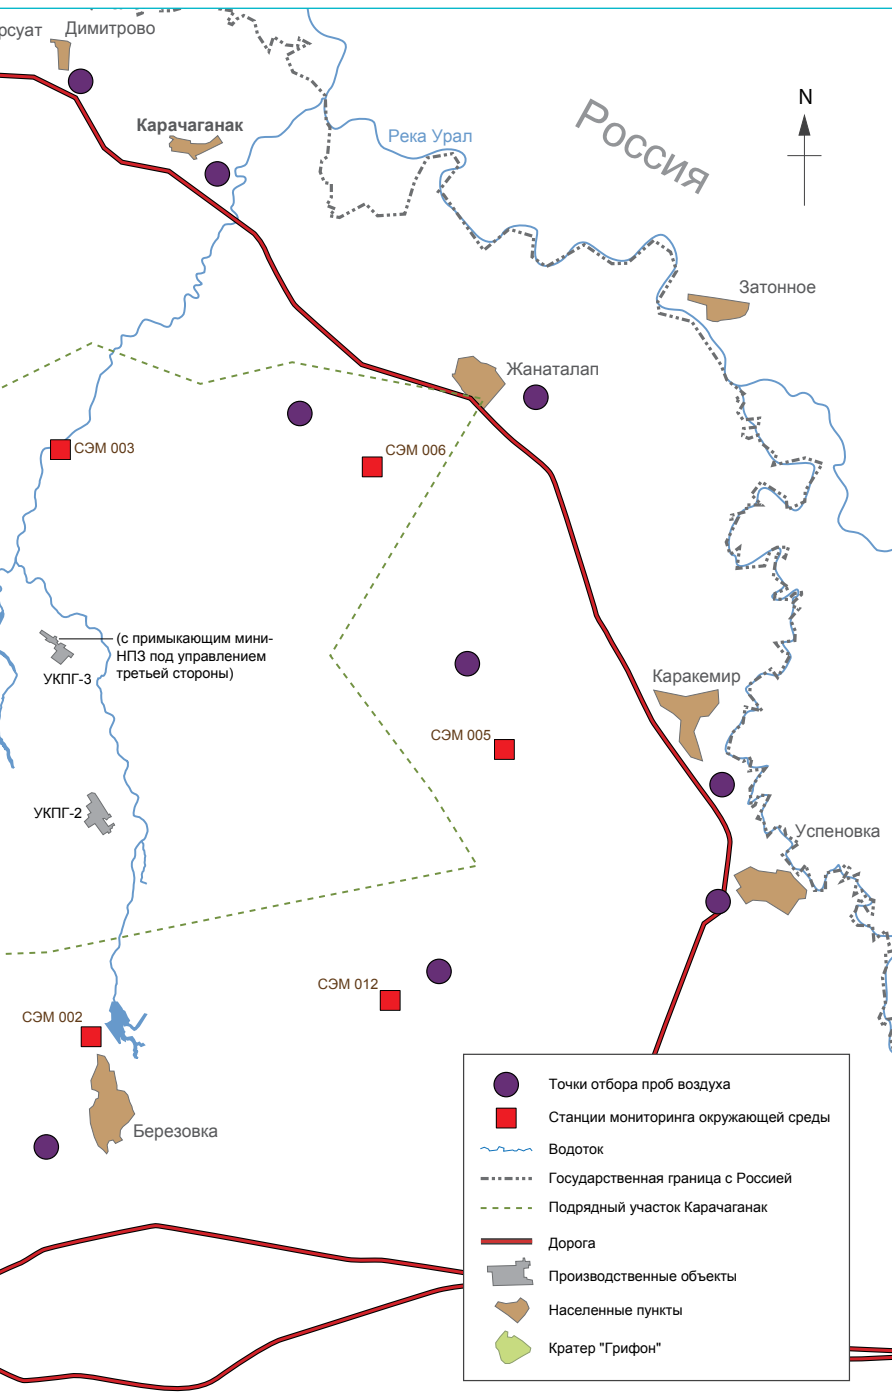 Димитрово
Карачаганак
Река Урал
Россия
N
Затонное
Жанаталап
СЭМ 003
СЭМ 006
(с примыкающим мини-
НПЗ под управлением
третьей стороны)
УКПГ-3
Каракемир
СЭМ 005
УКПГ-2
Успеновка
СЭМ 012
СЭМ 002
Березовка
Точки отбора проб воздуха
Станции мониторинга окружающей среды
Водоток
Государственная граница с Россией
Подрядный участок Карачаганак
Дорога
Производственные объекты
Населенные пункты
Кратер "Грифон"